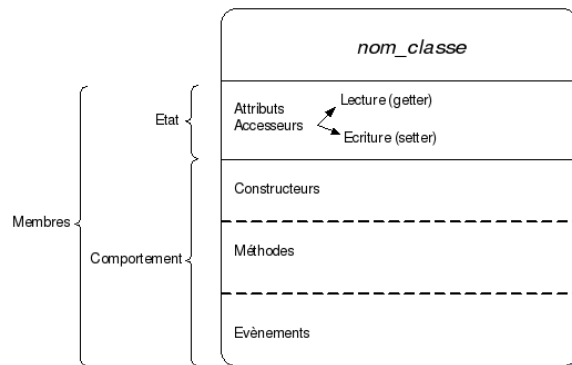 nom_classe
Membres
Etat
Attributs
Accesseurs
Lecture (getter)
Ecriture (setter)
Comportement
Constructeurs
Méthodes
Evènements